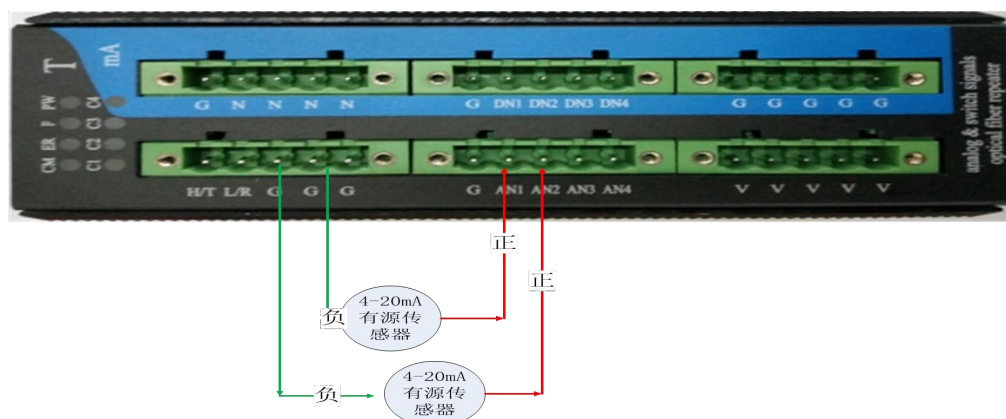 T mA
PW C4
F C3
ER C2
CM C1
G N N N N
G DN1 DN2 DN3 DN4
G G G G G
H/T L/R G G G
G AN1 AN2 AN3 AN4
V V V V V
analog & switch signals
optical fiber repeater
正
正
负
4-20mA
有源传
感器
负
4-20mA
有源传
感器